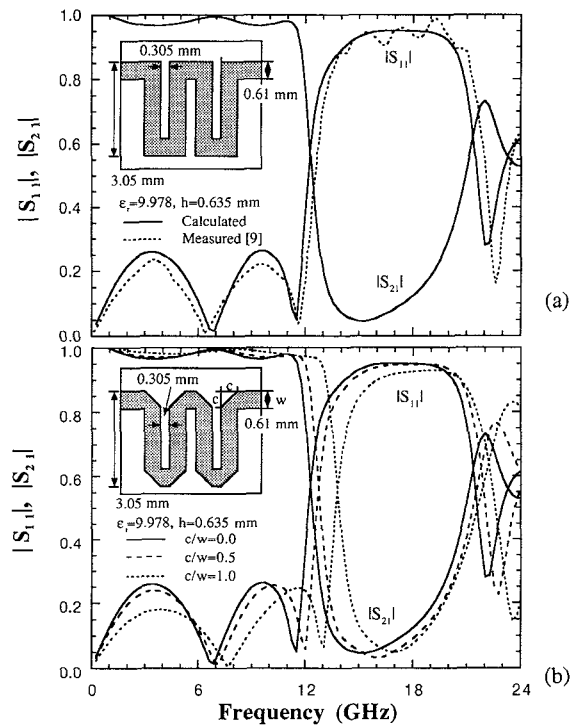 1.0
0.8
0.6
0.4
0.2
0.0
|S11|, |S21|
0.305 mm
0.61 mm
3.05 mm
εr=9.978, h=0.635 mm
Calculated
Measured [9]
|S11|
|S21|
(a)
1.0
0.8
0.6
0.4
0.2
0.0
|S11|, |S21|
0.305 mm
c
c
w
0.61 mm
3.05 mm
εr=9.978, h=0.635 mm
c/w=0.0
c/w=0.5
c/w=1.0
|S11|
|S21|
0 6 12 18 24
Frequency (GHz)
(b)